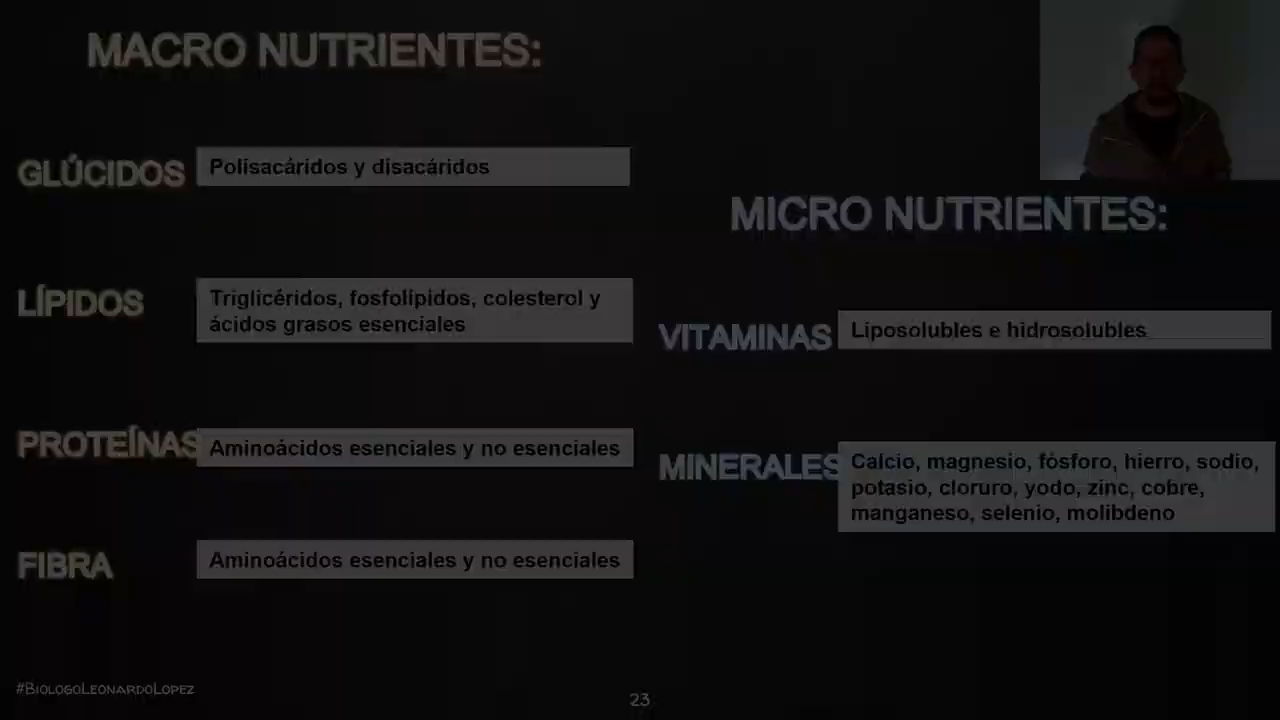 MACRO NUTRIENTES:
GLÚCIDOS
Polisacáridos y disacáridos
LÍPIDOS
Triglicéridos, fosfolípidos, colesterol y
ácidos grasos esenciales
PROTEÍNAS
Aminoácidos esenciales y no esenciales
FIBRA
Aminoácidos esenciales y no esenciales
MICRO NUTRIENTES:
VITAMINAS
Liposolubles e hidrosolubles
MINERALES
Calcio, magnesio, fósforo, hierro, sodio,
potasio, cloruro, yodo, zinc, cobre,
manganeso, selenio, molibdeno
#BiologoLeonardoLopez
23